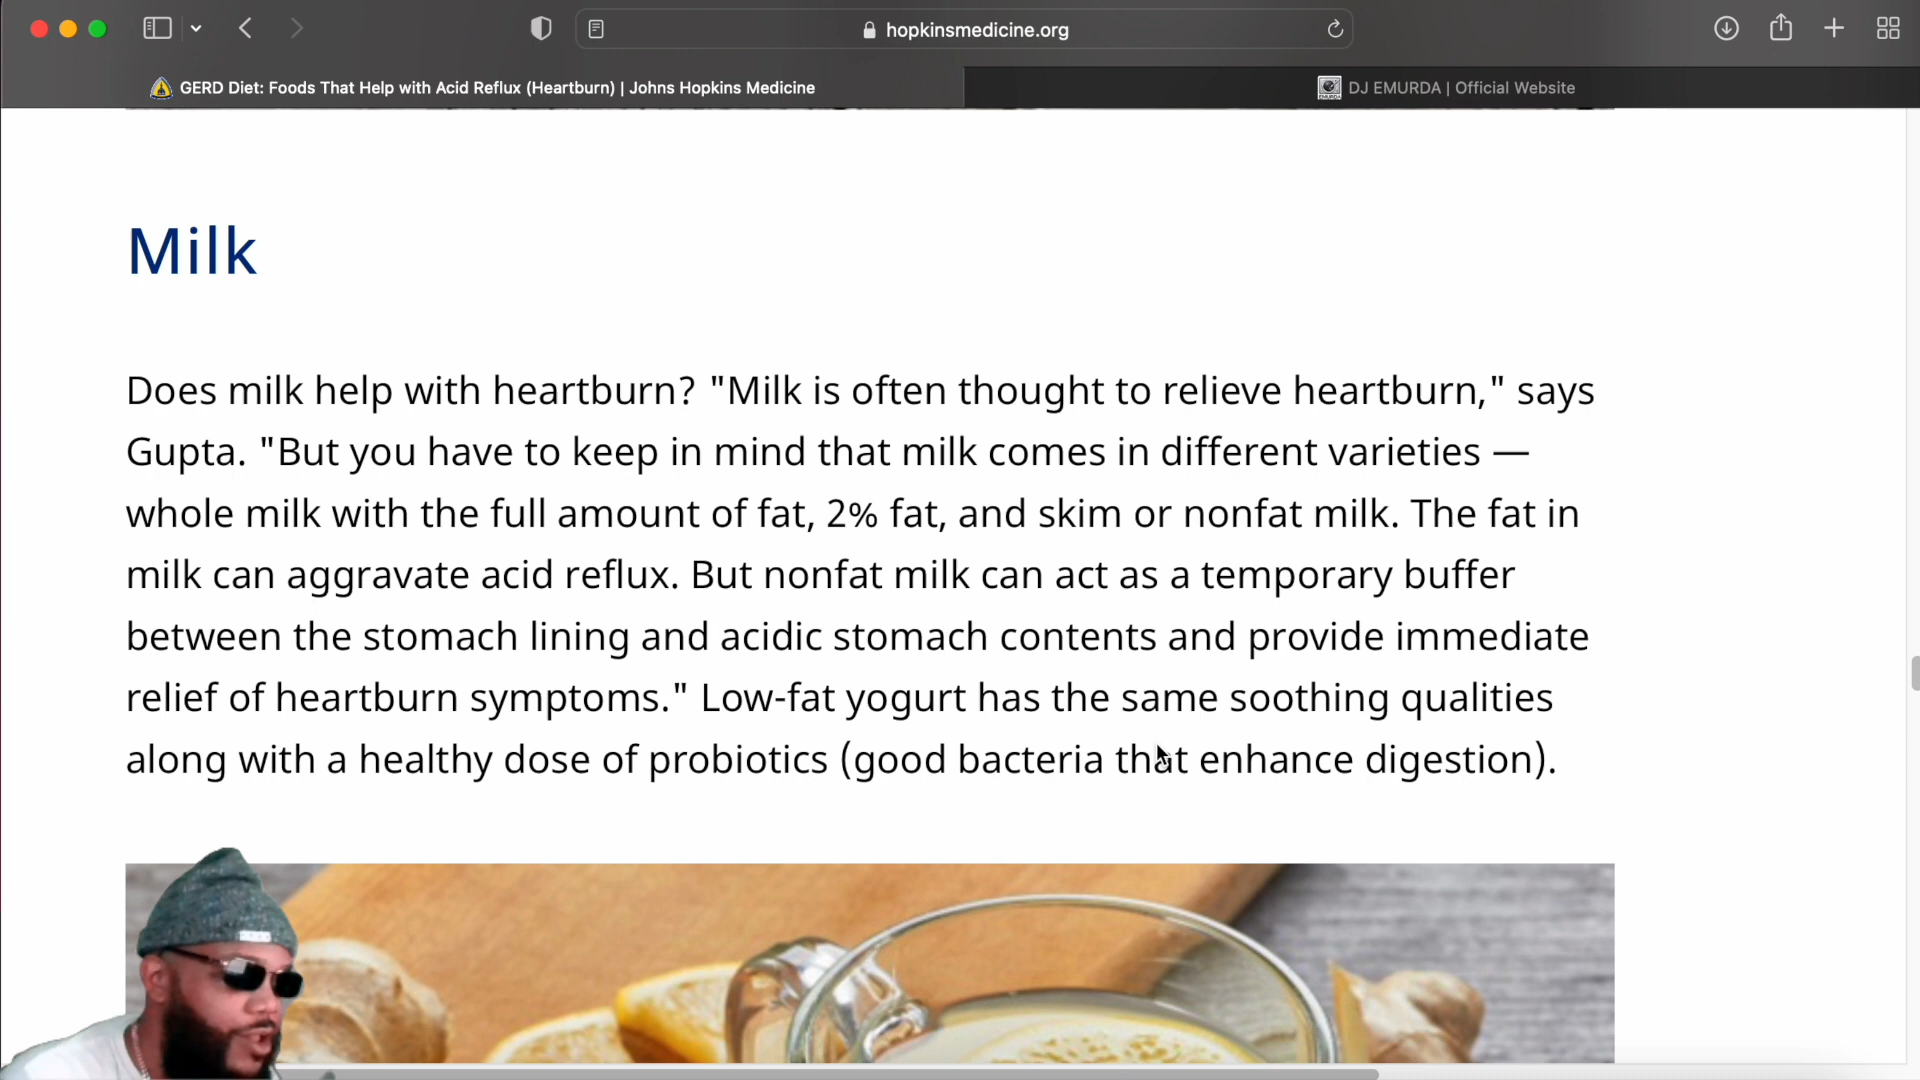 hopkinsmedicine.org
GERD Diet: Foods That Help with Acid Reflux (Heartburn) | Johns Hopkins Medicine
DJ EMURDA | Official Website
Milk
Does milk help with heartburn? "Milk is often thought to relieve heartburn," says
Gupta. "But you have to keep in mind that milk comes in different varieties —
whole milk with the full amount of fat, 2% fat, and skim or nonfat milk. The fat in
milk can aggravate acid reflux. But nonfat milk can act as a temporary buffer
between the stomach lining and acidic stomach contents and provide immediate
relief of heartburn symptoms." Low-fat yogurt has the same soothing qualities
along with a healthy dose of probiotics (good bacteria that enhance digestion).